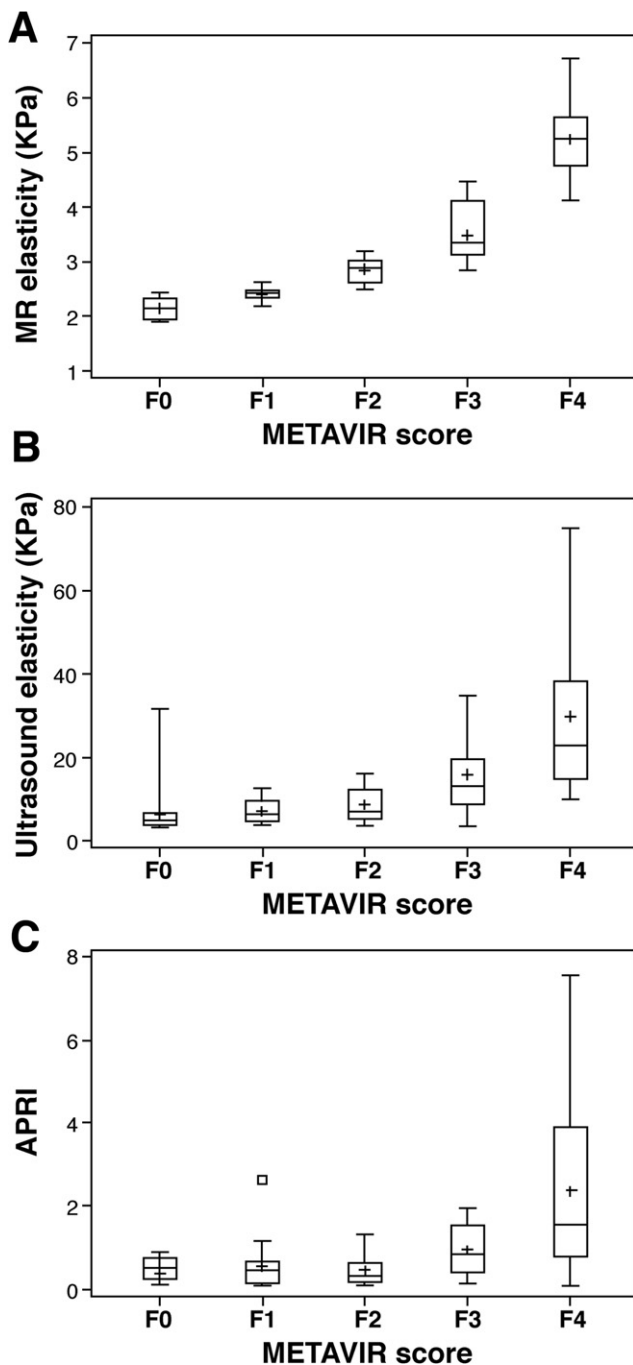 A
MR elasticity (KPa)
7
6
5
4
3
2
1
F0 F1 F2 F3 F4
METAVIR score
B
Ultrasound elasticity (KPa)
80
60
40
20
0
F0 F1 F2 F3 F4
METAVIR score
C
APRI
8
6
4
2
0
F0 F1 F2 F3 F4
METAVIR score